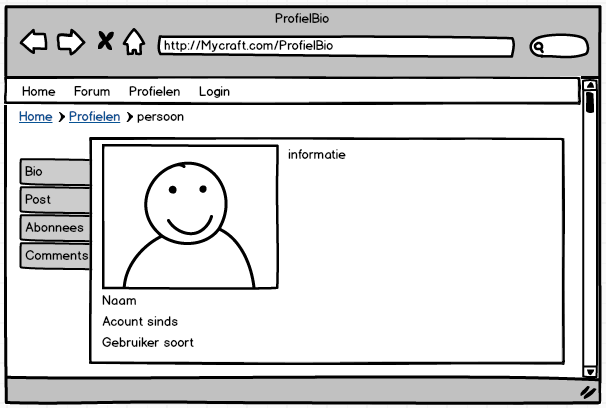 ProfielBio
http://Mycraft.com/ProfielBio
Home Forum Profielen Login
Home Profielen persoon
informatie
Bio
Post
Abonnees
Comments
Naam
Acount sinds
Gebruiker soort